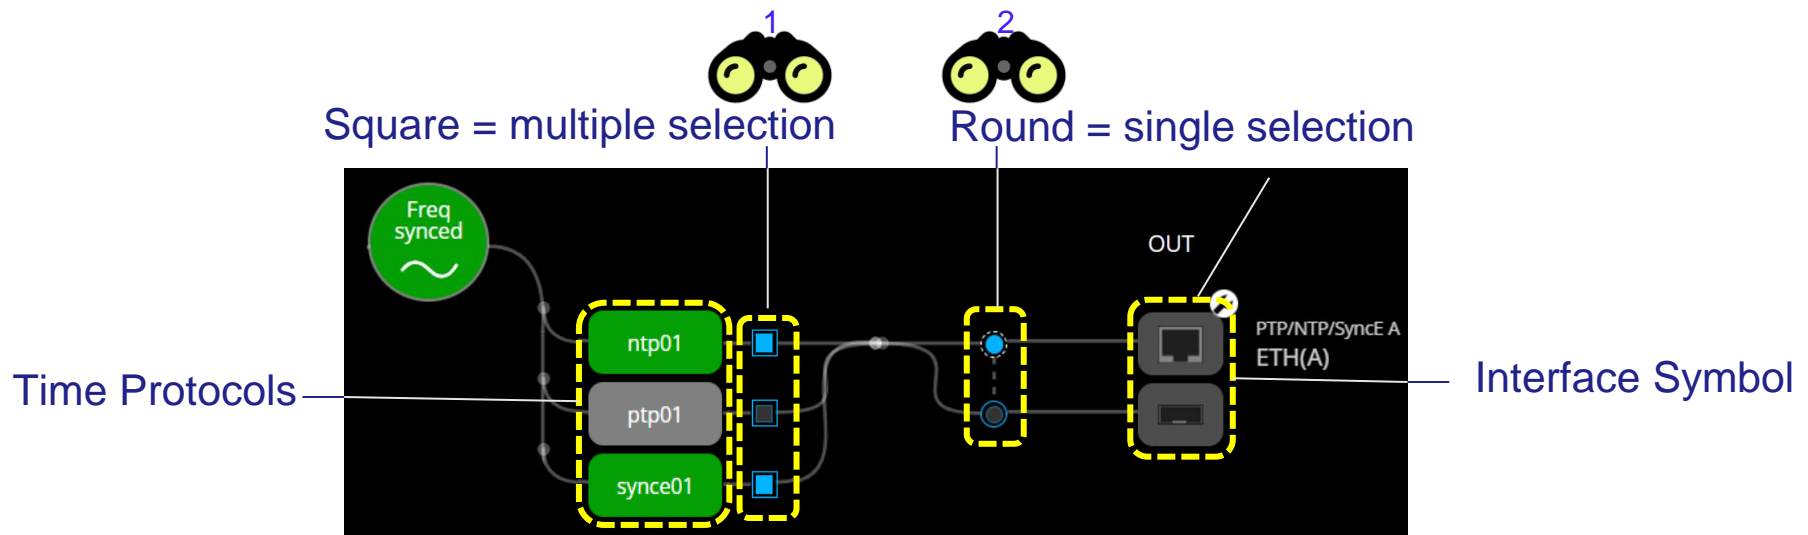 1
2
Square = multiple selection
Round = single selection
Freq
synced
OUT
ntp01
PTP/NTP/SyncE A
ETH(A)
Time Protocols
Interface Symbol
ptp01
synce01